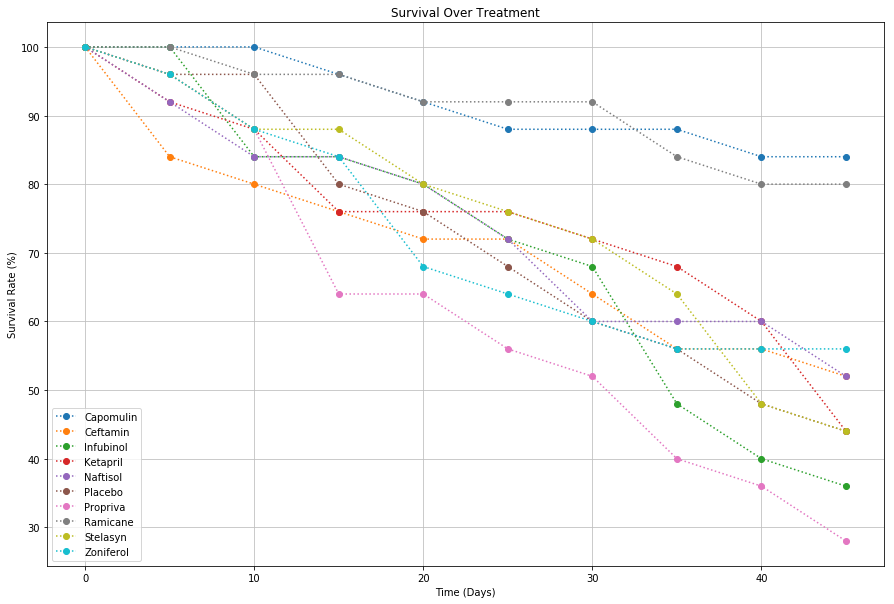 Survival Over Treatment
Survival Rate (%)
100
90
80
70
60
50
40
30
Capomulin
Ceftamin
Infubinol
Ketapril
Naftisol
Placebo
Propriva
Ramicane
Stelasyn
Zoniferol
0 10 20 30 40
Time (Days)